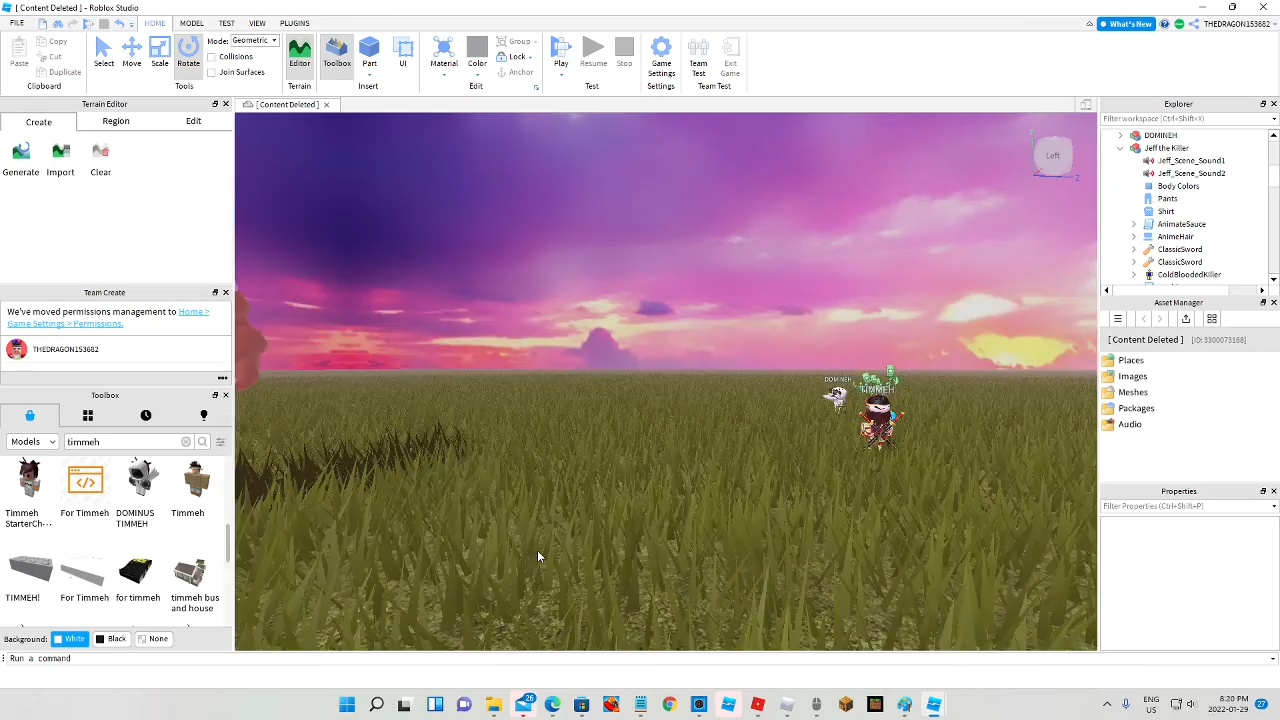 [ Content Deleted ] - Roblox Studio
FILE HOME MODEL TEST VIEW PLUGINS What's New THEDRAGON153682
Paste Copy Cut Duplicate Select Move Scale Rotate Mode: Geometric Collisions Join Surfaces Editor Toolbox Part UI Material Color Group Lock Anchor Play Resume Stop Game Settings Team Test Exit Game
Clipboard Tools Terrain Insert Edit Test Settings Team Test
Terrain Editor
Create Region Edit
Generate Import Clear
Team Create
We've moved permissions management to Home >
Game Settings > Permissions.
THEDRAGON153682
Toolbox
Models timmeh
Timmeh StarterCh...
For Timmeh
DOMINUS TIMMEH
Timmeh
TIMMEH!
For Timmeh
for timmeh
timmeh bus and house
Background: White Black None
Run a command
[ Content Deleted ]
Left
Z
DOMINEH
TIMMEH
Explorer
Filter workspace (Ctrl+Shift+X)
DOMINEH
Jeff the Killer
Jeff_Scene_Sound1
Jeff_Scene_Sound2
Body Colors
Pants
Shirt
AnimateSauce
AnimeHair
ClassicSword
ClassicSword
ColdBloodedKiller
Asset Manager
[ Content Deleted ] [ID: 3300073168]
Places
Images
Meshes
Packages
Audio
Properties
Filter Properties (Ctrl+Shift+P)
26
ENG
US
8:20 PM
2022-01-29